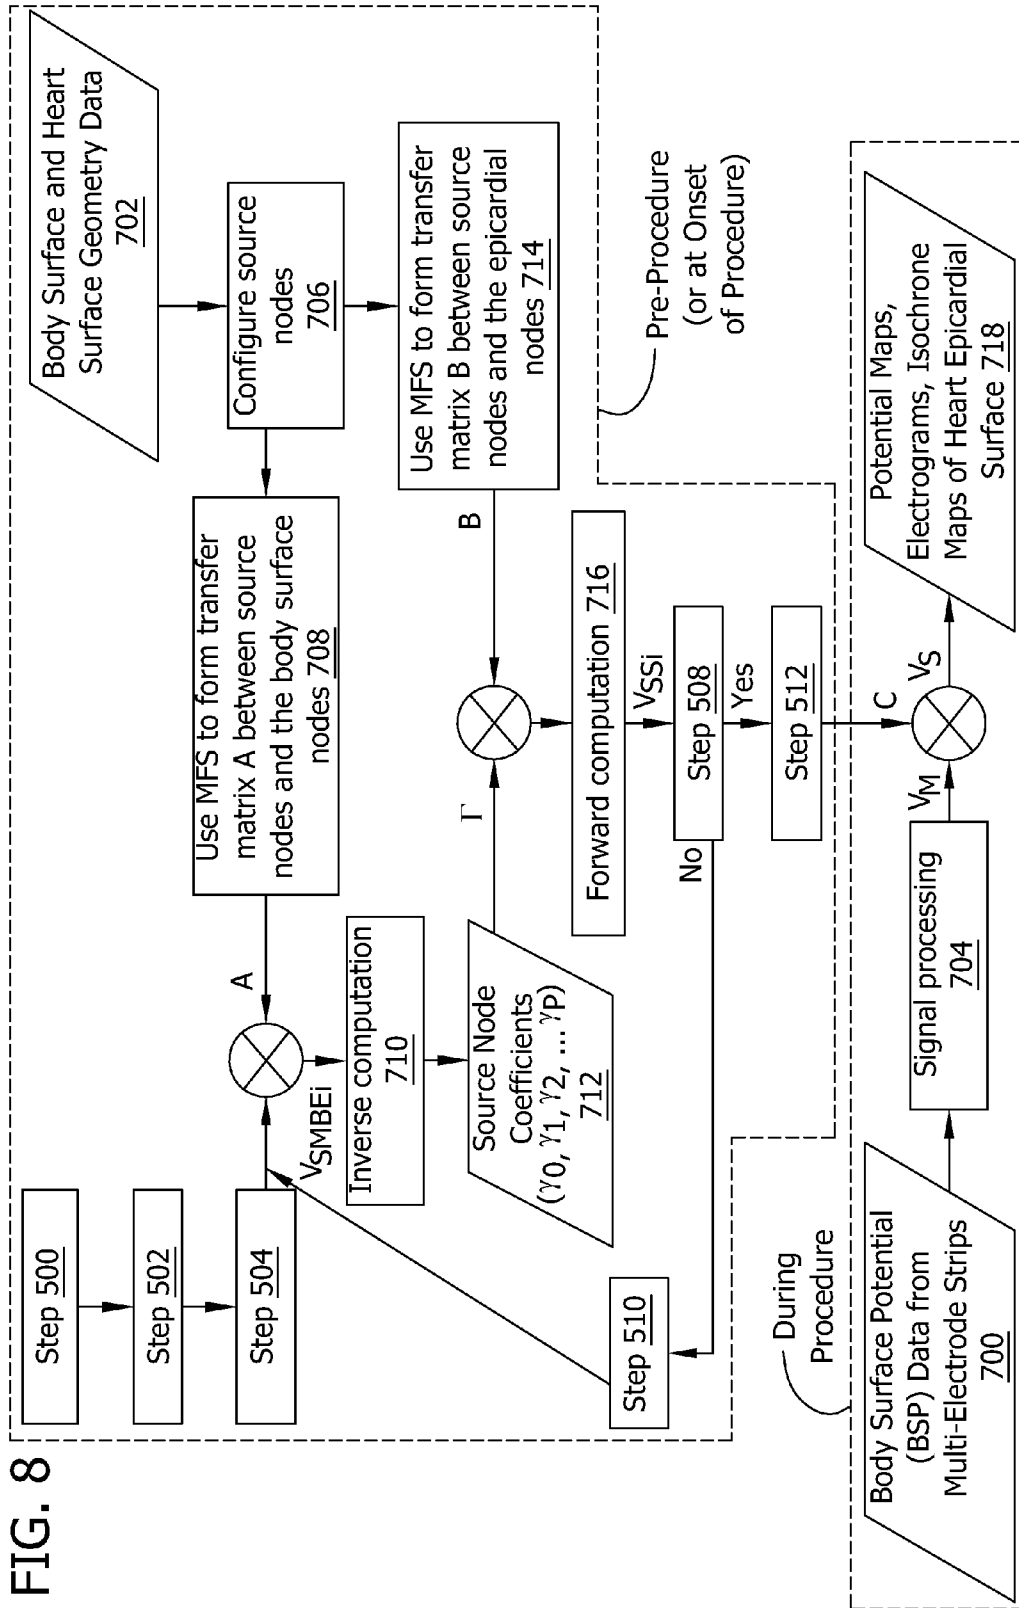 FIG. 8
Step 500
Step 502
Step 504
V_SMBEi
Body Surface and Heart
Surface Geometry Data
702
Configure source
nodes
706
Use MFS to form transfer
matrix A between source
nodes and the body surface
nodes 708
A
Inverse computation
710
Source Node
Coefficients
(γ0, γ1, γ2, ... γP)
712
Γ
Use MFS to form transfer
matrix B between source
nodes and the epicardial
nodes 714
B
Forward computation 716
V_SSi
Step 508
No
Yes
Step 510
Step 512
C
Pre-Procedure
(or at Onset
of Procedure)
During
Procedure
Body Surface Potential
(BSP) Data from
Multi-Electrode Strips
700
Signal processing
704
V_M
V_S
Potential Maps,
Electrograms, Isochrone
Maps of Heart Epicardial
Surface 718